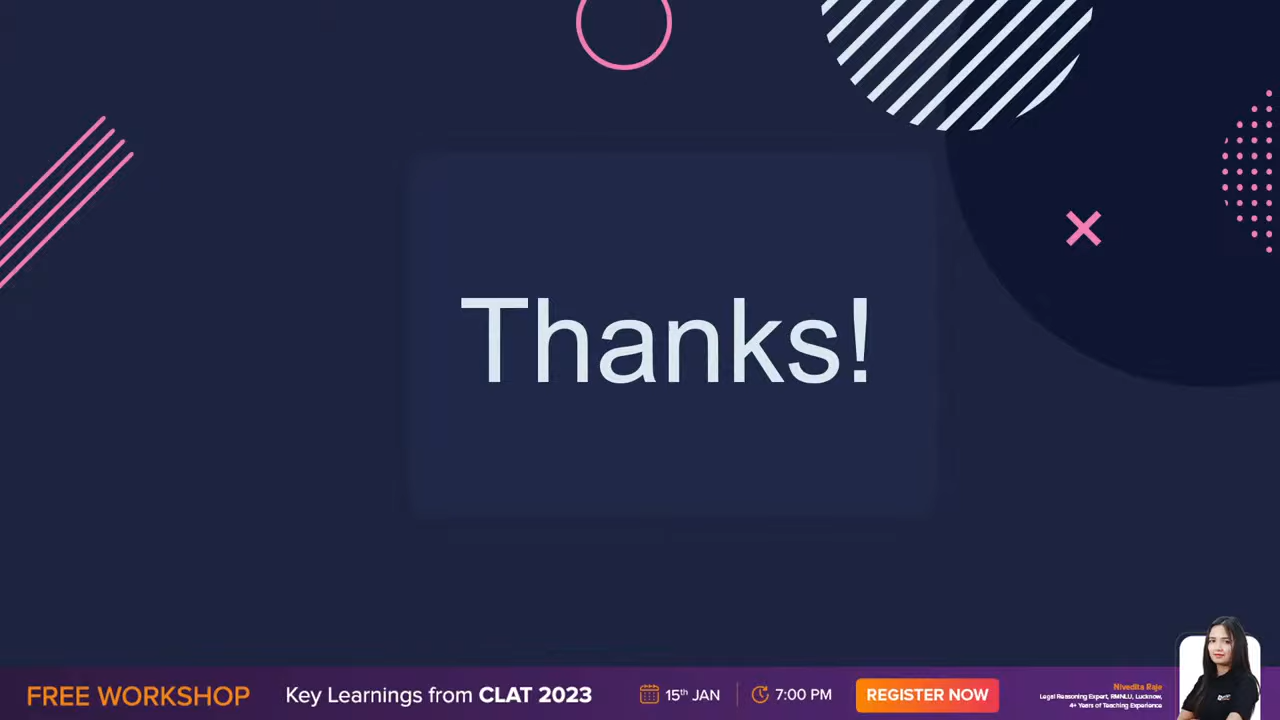 Thanks!
FREE WORKSHOP
Key Learnings from CLAT 2023
15th JAN
7:00 PM
REGISTER NOW
Nivedita Raje
Legal Reasoning Expert, RMNLU, Lucknow,
4+ Years of Teaching Experience